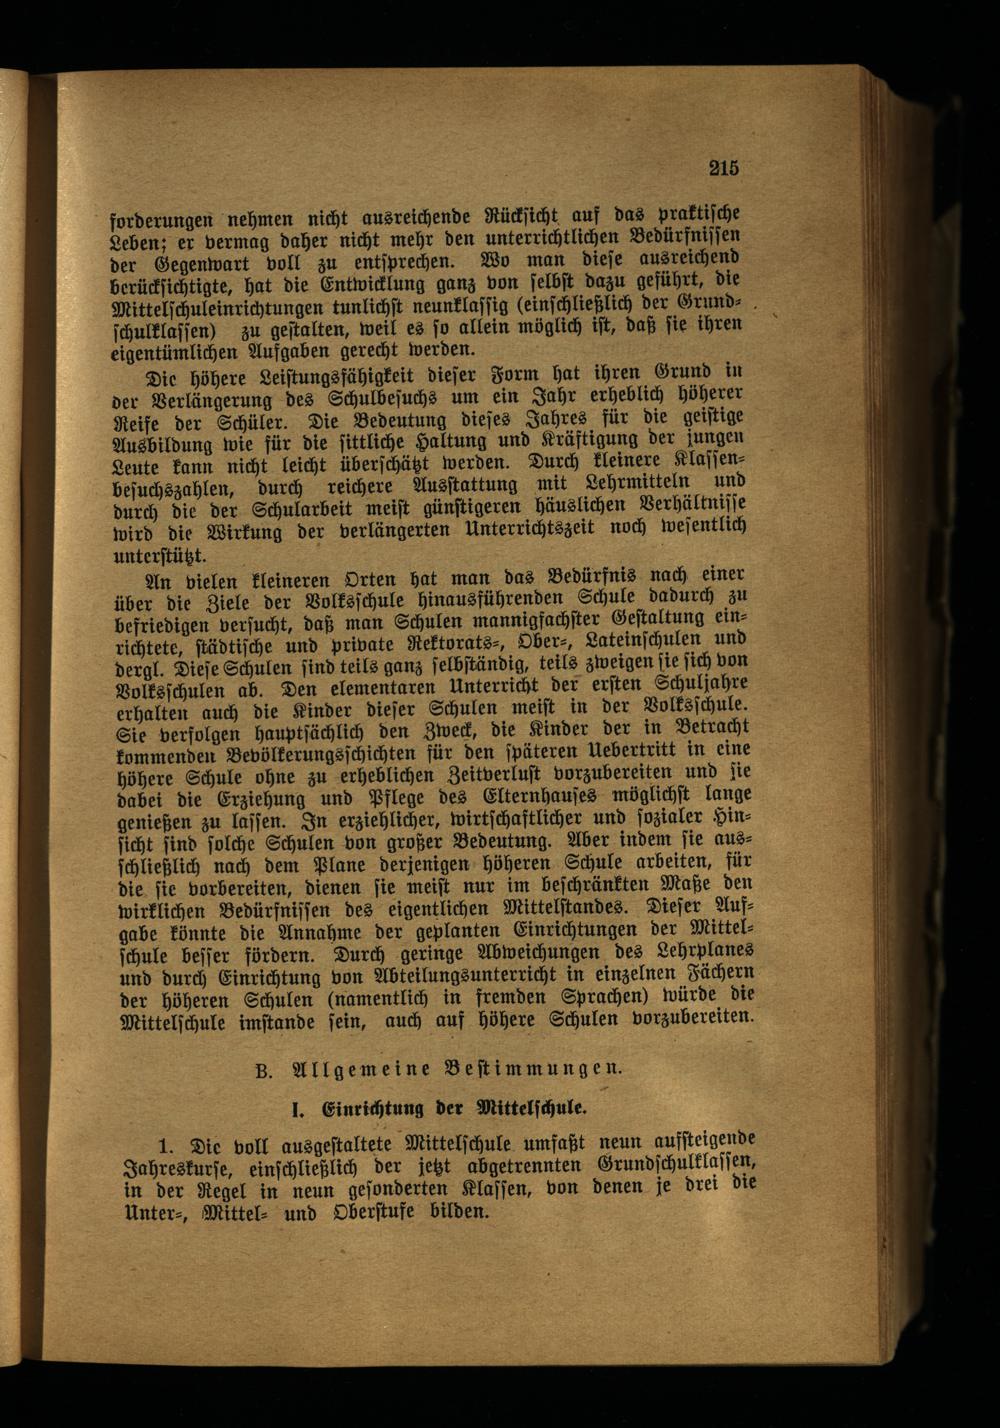 215
forderungen nehmen nicht ausreichende Rücksicht auf das praktische
Leben; er vermag daher nicht mehr den unterrichtlichen Bedürfnissen
der Gegenwart voll zu entsprechen. Wo man diese ausreichend
berücksichtigte, hat die Entwicklung ganz von selbst dazu geführt, die
Mittelschuleinrichtungen tunlichst neunklassig (einschließlich der Grund-
schulklassen) zu gestalten, weil es so allein möglich ist, daß sie ihren
eigentümlichen Aufgaben gerecht werden.
Die höhere Leistungsfähigkeit dieser Form hat ihren Grund in
der Verlängerung des Schulbesuchs um ein Jahr erheblich höherer
Reife der Schüler. Die Bedeutung dieses Jahres für die geistige
Ausbildung wie für die sittliche Haltung und Kräftigung der jungen
Leute kann nicht leicht überschätzt werden. Durch kleinere Klassen-
besuchszahlen, durch reichere Ausstattung mit Lehrmitteln und
durch die der Schularbeit meist günstigeren häuslichen Verhältnisse
wird die Wirkung der verlängerten Unterrichtszeit noch wesentlich
unterstützt.
An vielen kleineren Orten hat man das Bedürfnis nach einer
über die Ziele der Volksschule hinausführenden Schule dadurch zu
befriedigen versucht, daß man Schulen mannigfachster Gestaltung ein-
richtete, städtische und private Rektorats-, Ober-, Lateinschulen und
dergl. Diese Schulen sind teils ganz selbständig, teils zweigen sie sich von
Volksschulen ab. Den elementaren Unterricht der ersten Schuljahre
erhalten auch die Kinder dieser Schulen meist in der Volksschule.
Sie verfolgen hauptsächlich den Zweck, die Kinder der in Betracht
kommenden Bevölkerungsschichten für den späteren Uebertritt in eine
höhere Schule ohne zu erheblichen Zeitverlust vorzubereiten und sie
dabei die Erziehung und Pflege des Elternhauses möglichst lange
genießen zu lassen. In erziehlicher, wirtschaftlicher und sozialer Hin-
sicht sind solche Schulen von großer Bedeutung. Aber indem sie aus-
schließlich nach dem Plane derjenigen höheren Schule arbeiten, für
die sie vorbereiten, dienen sie meist nur im beschränkten Maße den
wirklichen Bedürfnissen des eigentlichen Mittelstandes. Dieser Auf-
gabe könnte die Annahme der geplanten Einrichtungen der Mittel-
schule besser fördern. Durch geringe Abweichungen des Lehrplanes
und durch Einrichtung von Abteilungsunterricht in einzelnen Fächern
der höheren Schulen (namentlich in fremden Sprachen) würde die
Mittelschule imstande sein, auch auf höhere Schulen vorzubereiten.
B. Allgemeine Bestimmungen.
I. Einrichtung der Mittelschule.
1. Die voll ausgestaltete Mittelschule umfaßt neun aufsteigende
Jahreskurse, einschließlich der jetzt abgetrennten Grundschulklassen,
in der Regel in neun gesonderten Klassen, von denen je drei die
Unter-, Mittel- und Oberstufe bilden.